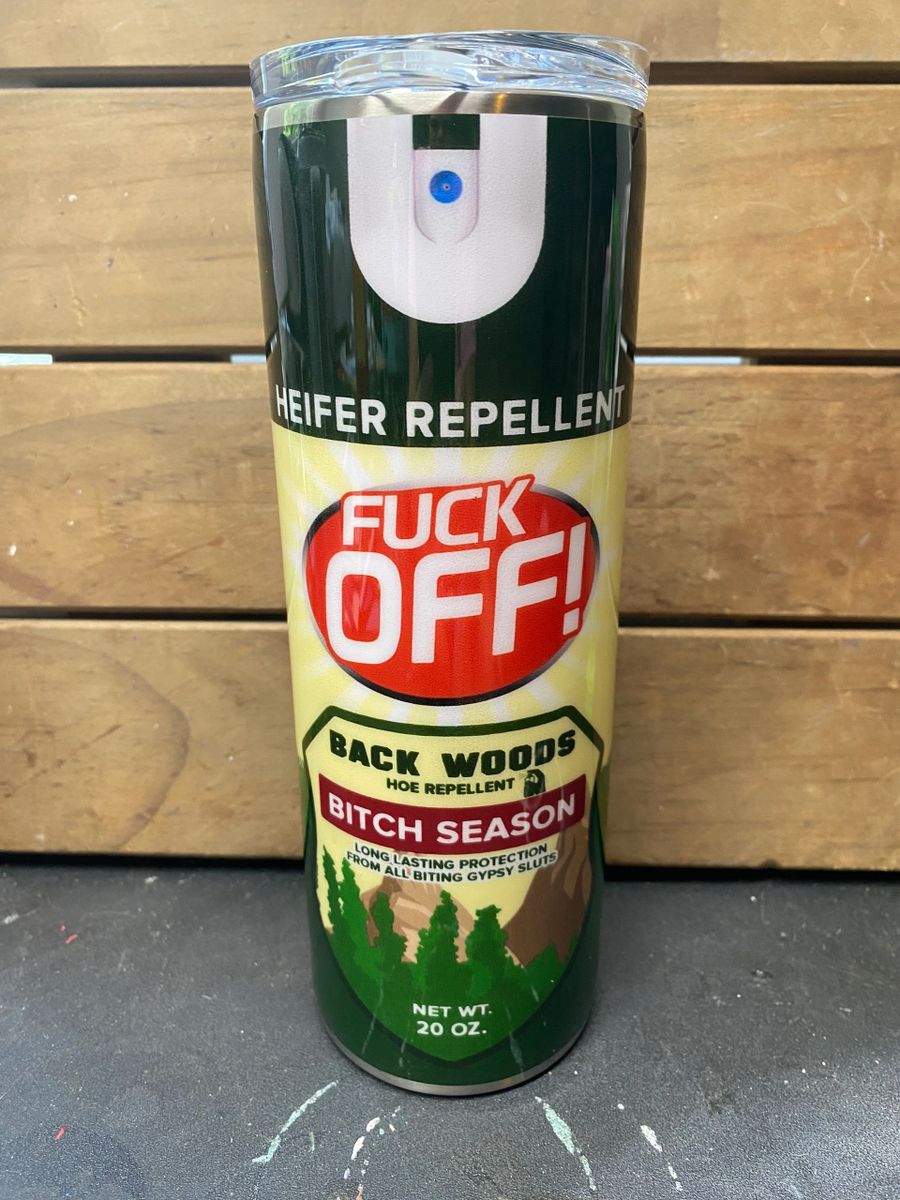 HEIFER REPELLENT
FUCK
OFF!
BACK WOODS
HOE REPELLENT
BITCH SEASON
LONG LASTING PROTECTION
FROM ALL BITING GYPSY SLUTS
NET WT.
20 OZ.